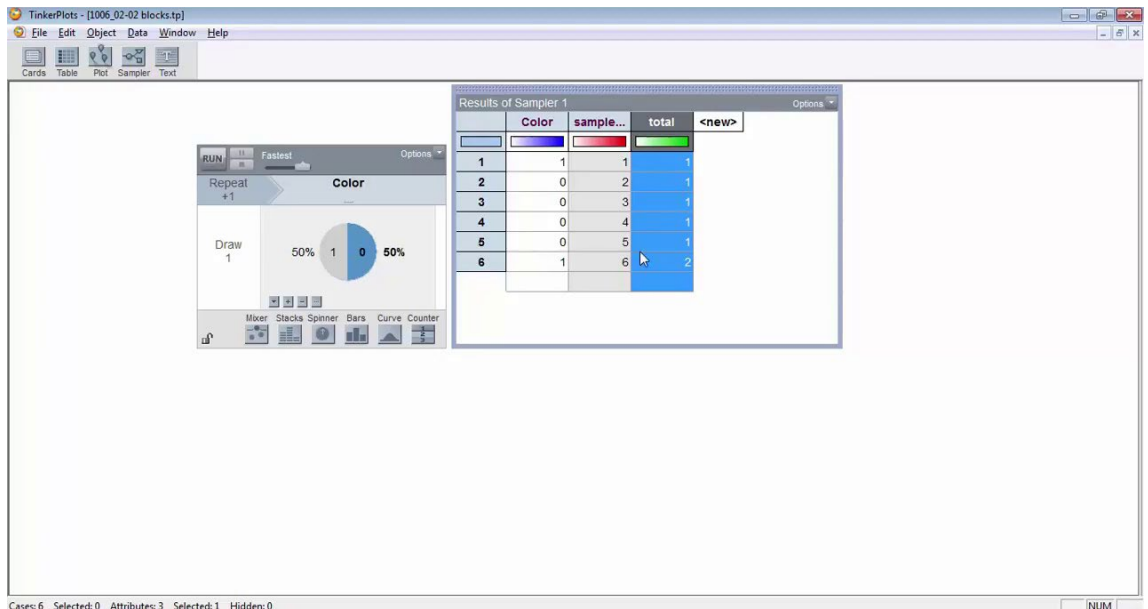 TinkerPlots - [1006_02-02 blocks.tp]
File Edit Object Data Window Help
Cards Table Plot Sampler Text
Results of Sampler 1 Options
Color sample... total <new>
1 1 1 1
2 0 2 1
3 0 3 1
4 0 4 1
5 0 5 1
6 1 6 2
RUN Fastest Options
Repeat +1 Color
Draw 1
50% 1 0 50%
Mixer Stacks Spinner Bars Curve Counter
Cases: 6 Selected: 0 Attributes: 3 Selected: 1 Hidden: 0 NUM